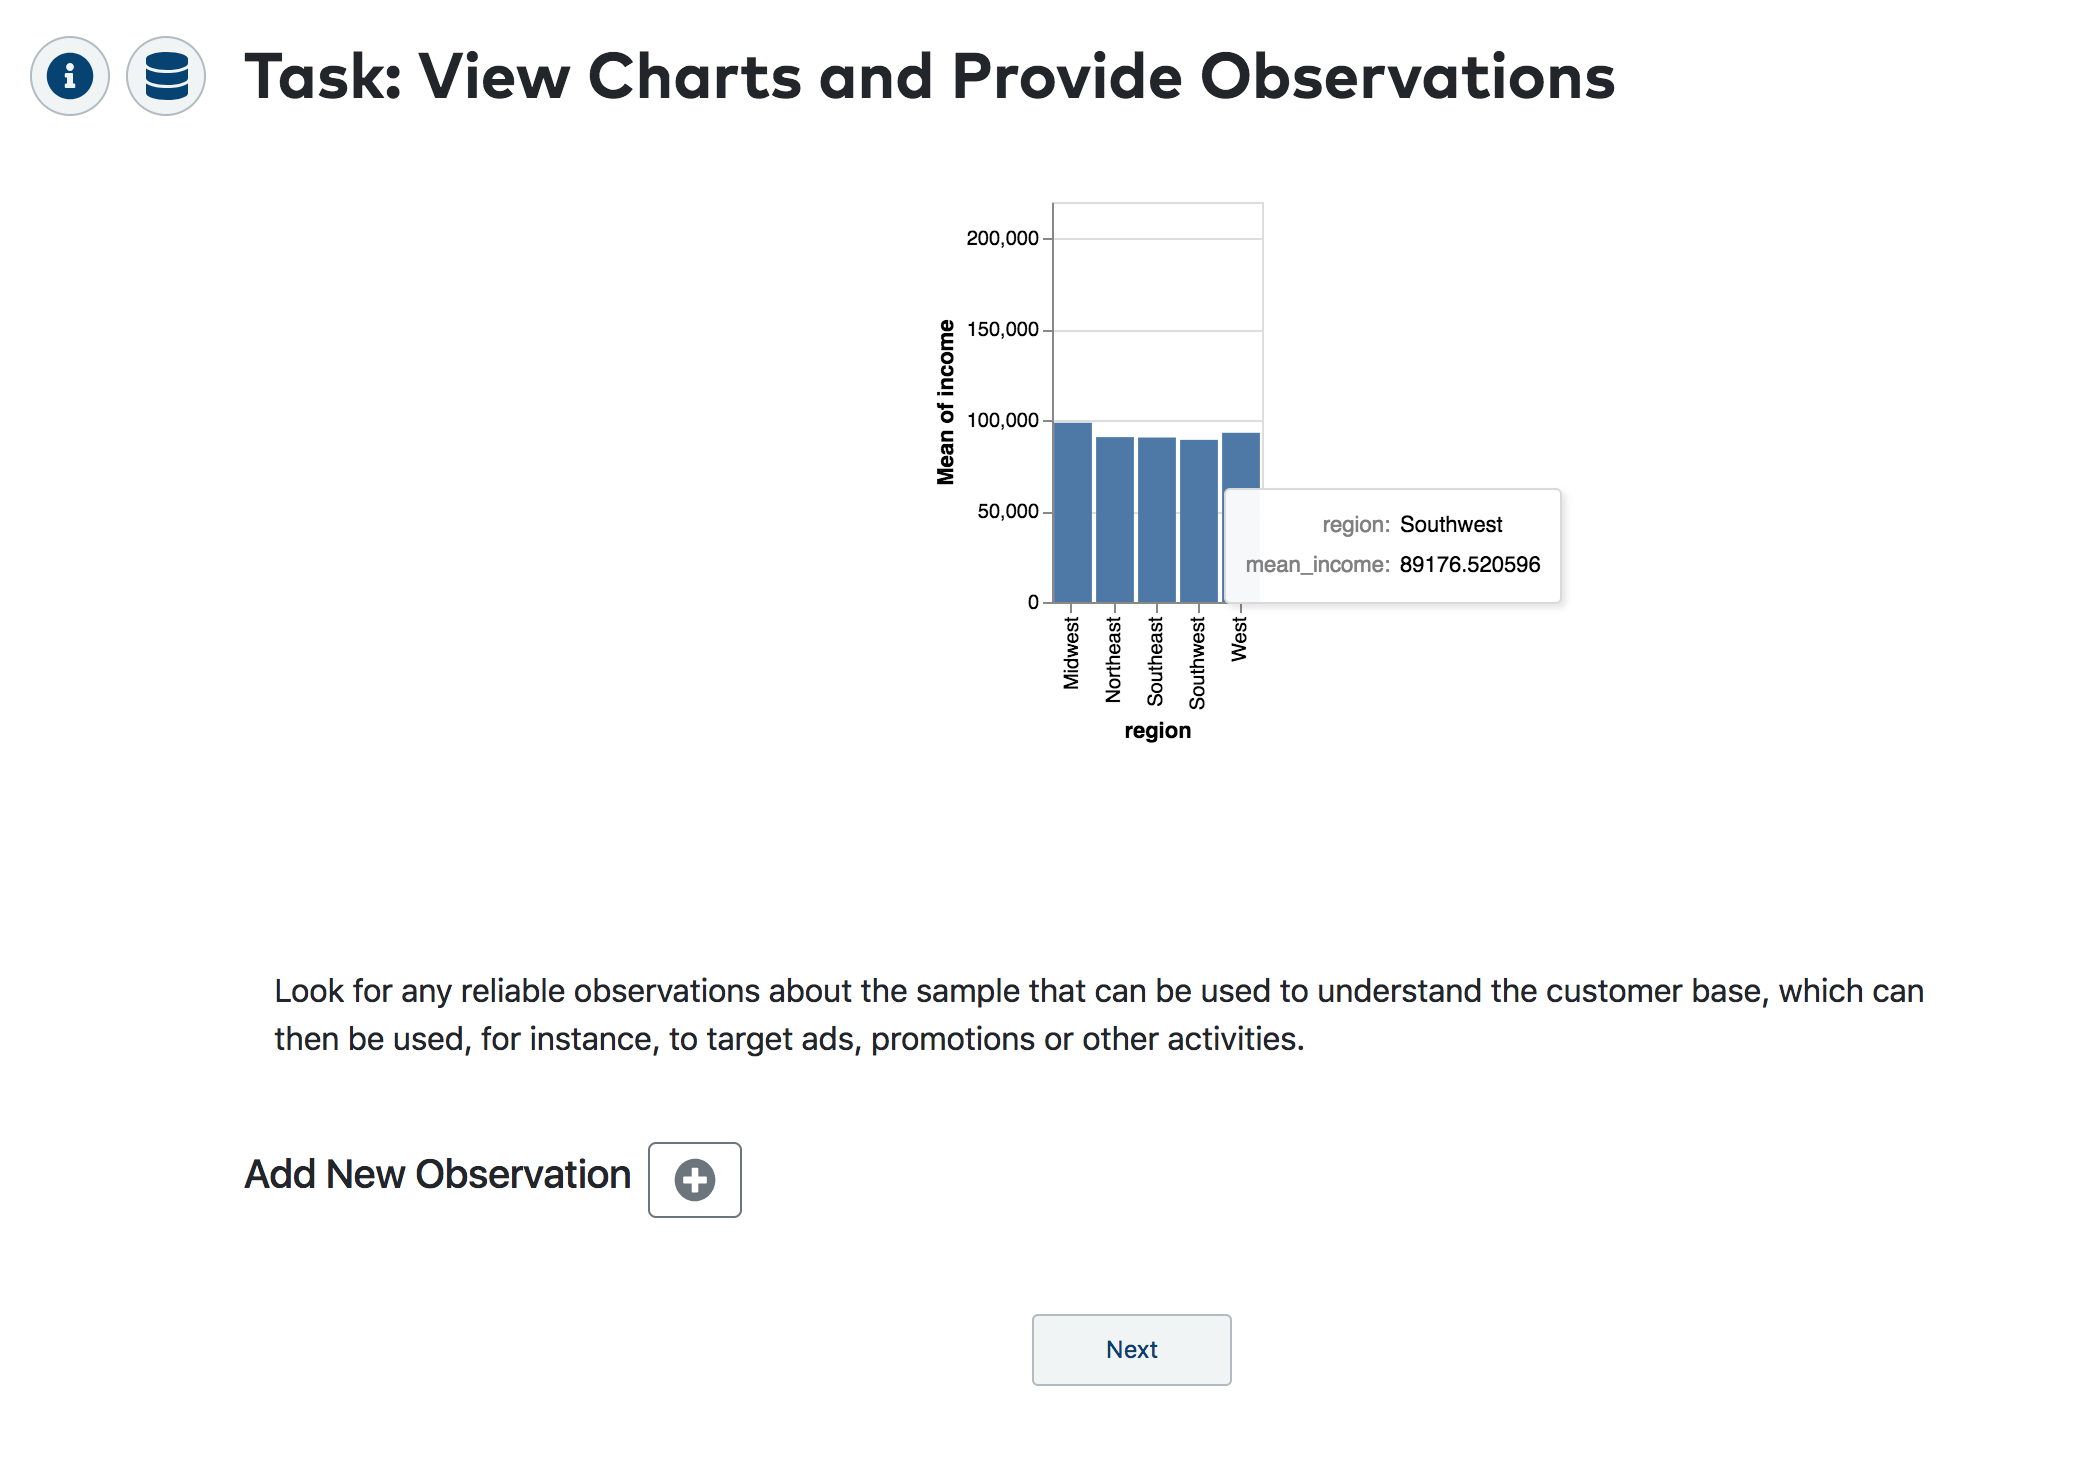 Task: View Charts and Provide Observations
200,000
150,000
100,000
50,000
0
Mean of income
region: Southwest
mean_income: 89176.520596
Midwest
Northeast
Southeast
Southwest
West
region
Look for any reliable observations about the sample that can be used to understand the customer base, which can
then be used, for instance, to target ads, promotions or other activities.
Add New Observation
Next